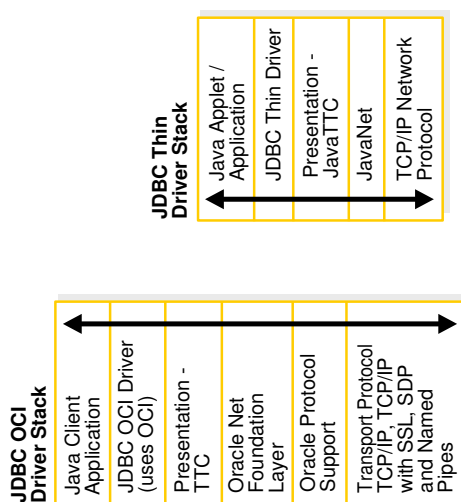 JDBC OCI
Driver Stack
Java Client
Application
JDBC OCI Driver
(uses OCI)
Presentation -
TTC
Oracle Net
Foundation
Layer
Oracle Protocol
Support
Transport Protocol
TCP/IP, TCP/IP
with SSL, SDP
and Named
Pipes
JDBC Thin
Driver Stack
Java Applet /
Application
JDBC Thin Driver
Presentation -
JavaTTC
JavaNet
TCP/IP Network
Protocol